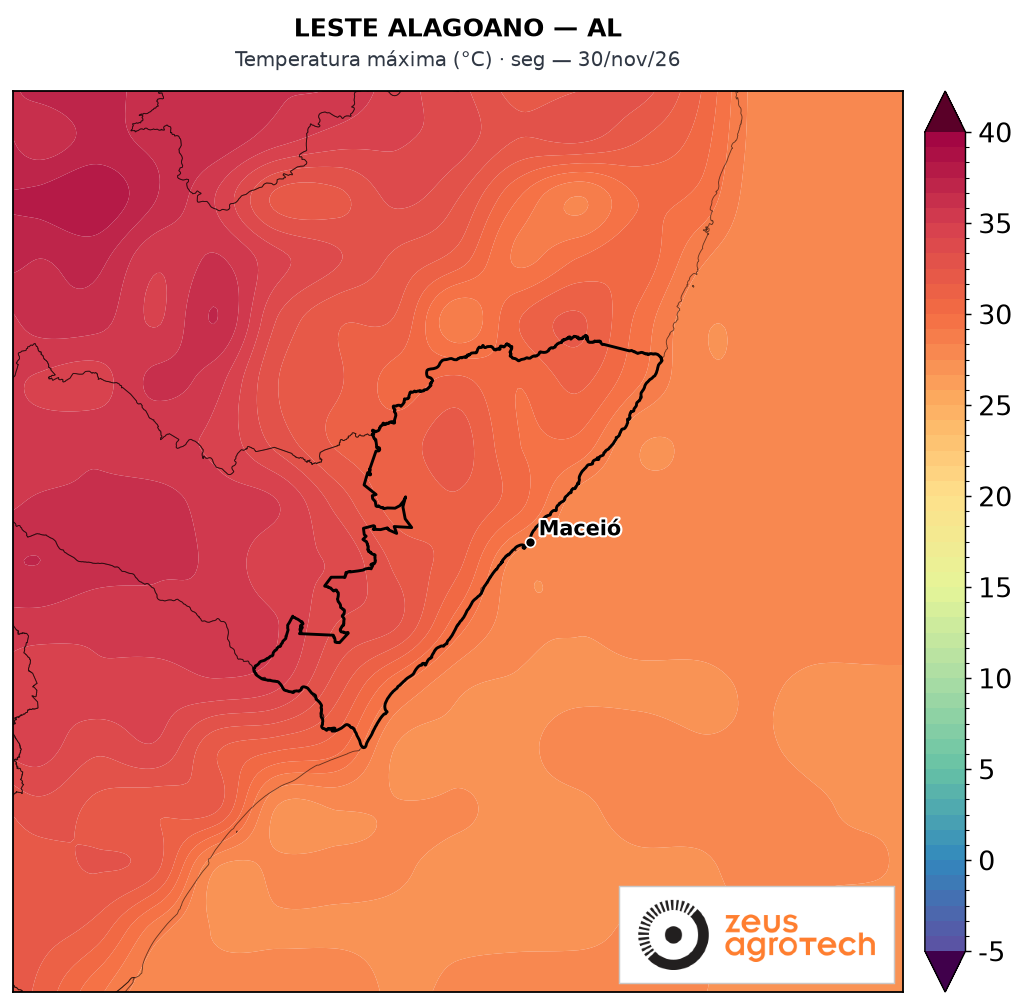 LESTE ALAGOANO — AL
Temperatura máxima (°C) · seg — 30/nov/26
40
35
30
25
20
15
10
5
0
-5
Maceió
zeus
agrotech